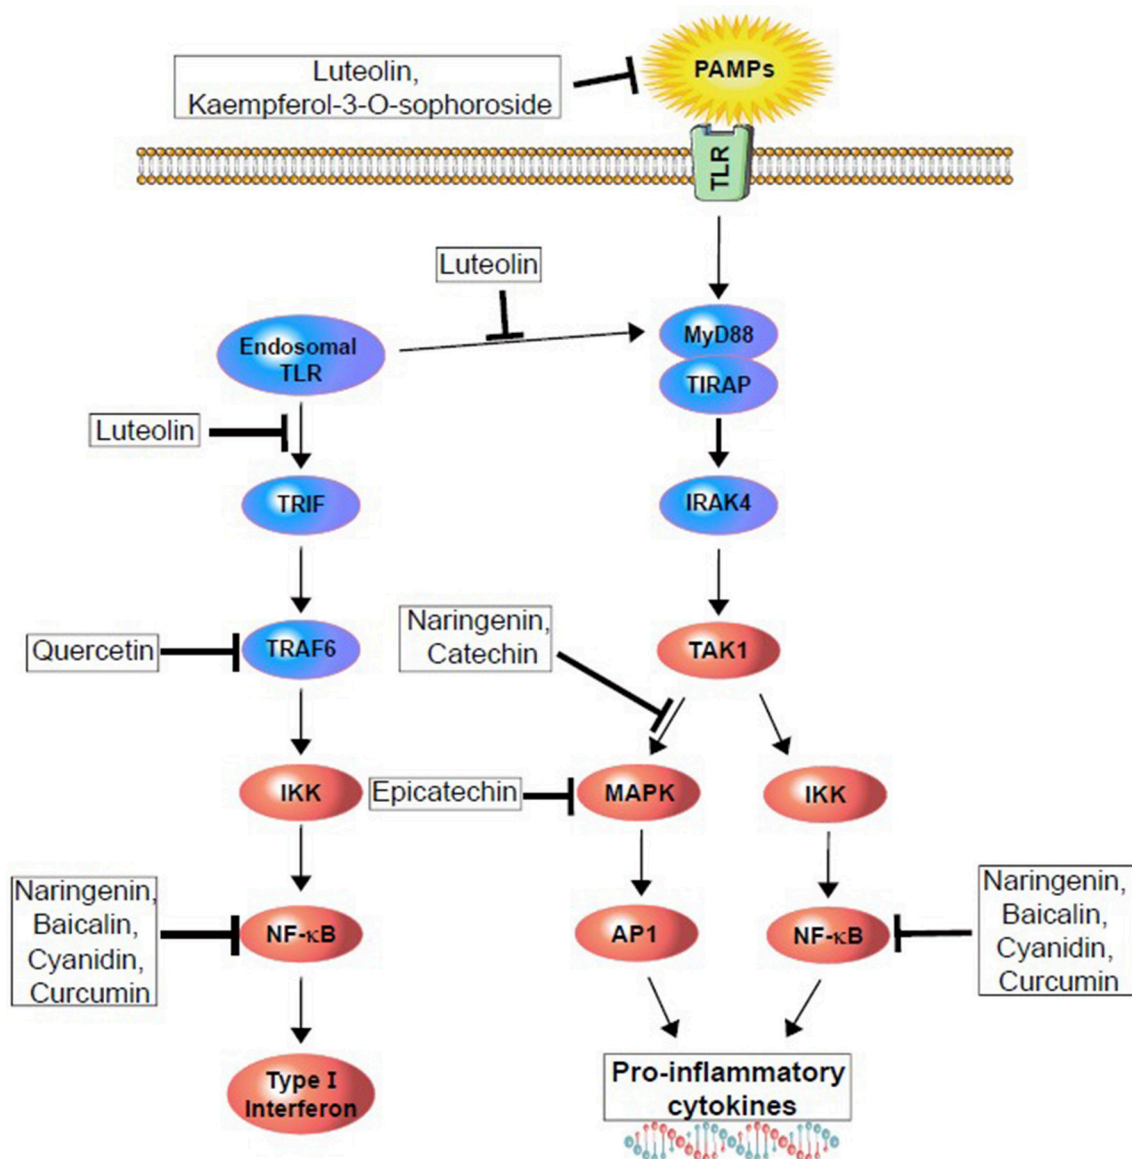 Luteolin,
Kaempferol-3-O-sophoroside
PAMPs
TLR
Luteolin
Endosomal
TLR
MyD88
TIRAP
Luteolin
TRIF
IRAK4
Naringenin,
Catechin
Quercetin
TRAF6
TAK1
IKK
Epicatechin
MAPK
IKK
Naringenin,
Baicalin,
Cyanidin,
Curcumin
NF-κB
AP1
NF-κB
Naringenin,
Baicalin,
Cyanidin,
Curcumin
Type I
Interferon
Pro-inflammatory
cytokines